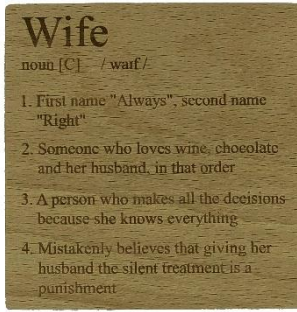 Wife
noun [C] / waɪf /
1. First name "Always", second name
"Right"
2. Someone who loves wine, chocolate
and her husband, in that order
3. A person who makes all the decisions
because she knows everything
4. Mistakenly believes that giving her
husband the silent treatment is a
punishment